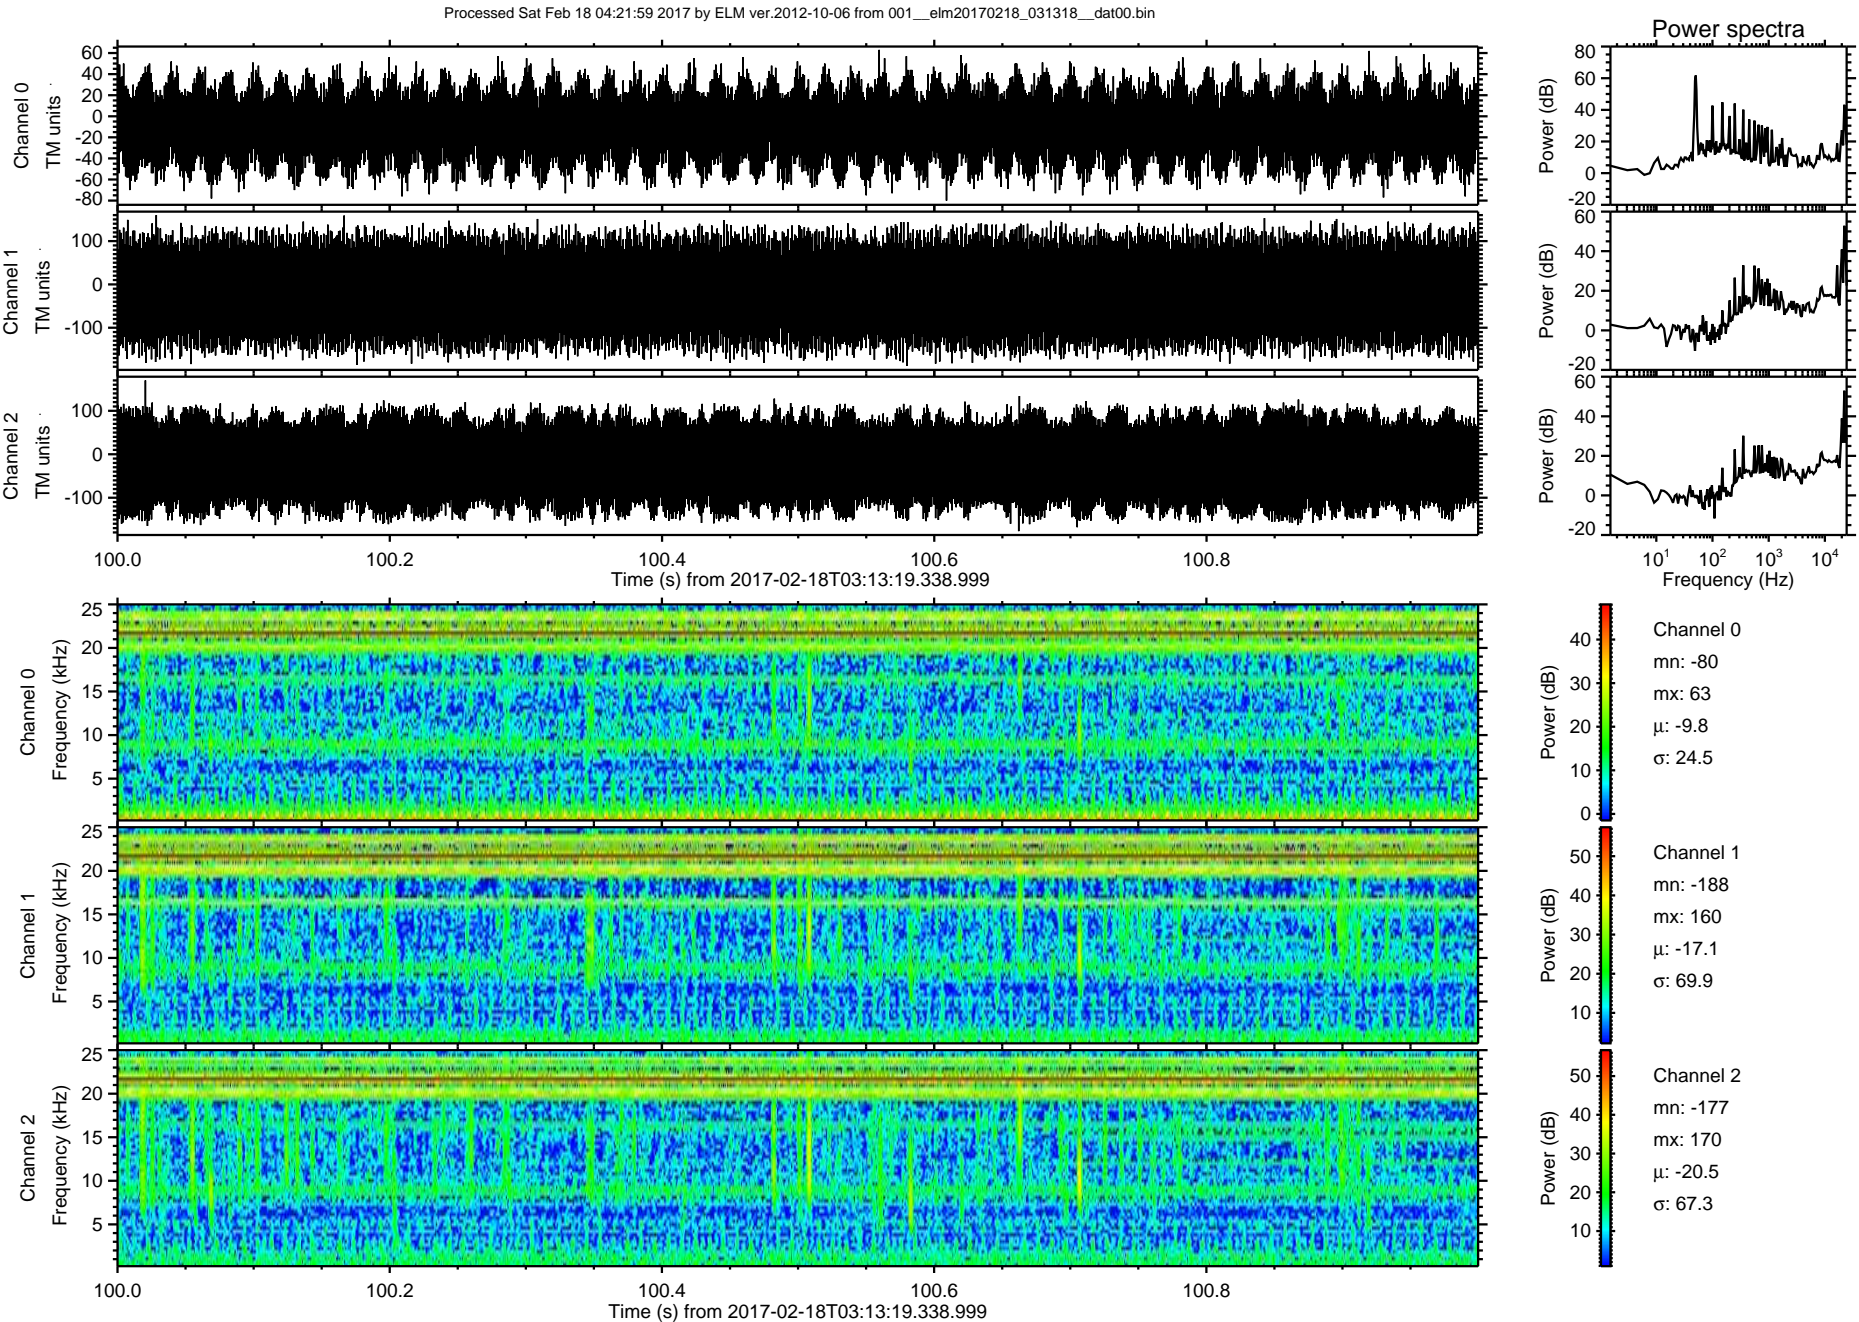 Processed Sat Feb 18 04:21:59 2017 by ELM ver.2012-10-06 from 001__elm20170218_031318__dat00.bin
Power spectra
Channel 0
TM units
60
40
20
0
-20
-40
-60
-80
Power (dB)
80
60
40
20
0
-20
Channel 1
TM units
100
0
-100
Power (dB)
60
40
20
0
-20
Channel 2
TM units
100
0
-100
Power (dB)
60
40
20
0
-20
100.0 100.2 100.4 100.6 100.8
Time (s) from 2017-02-18T03:13:19.338.999
10¹ 10² 10³ 10⁴
Frequency (Hz)
Channel 0
Frequency (kHz)
25
20
15
10
5
Power (dB)
40
30
20
10
0
Channel 0
mn: -80
mx: 63
μ: -9.8
σ: 24.5
Channel 1
Frequency (kHz)
25
20
15
10
5
Power (dB)
50
40
30
20
10
Channel 1
mn: -188
mx: 160
μ: -17.1
σ: 69.9
Channel 2
Frequency (kHz)
25
20
15
10
5
Power (dB)
50
40
30
20
10
Channel 2
mn: -177
mx: 170
μ: -20.5
σ: 67.3
100.0 100.2 100.4 100.6 100.8
Time (s) from 2017-02-18T03:13:19.338.999